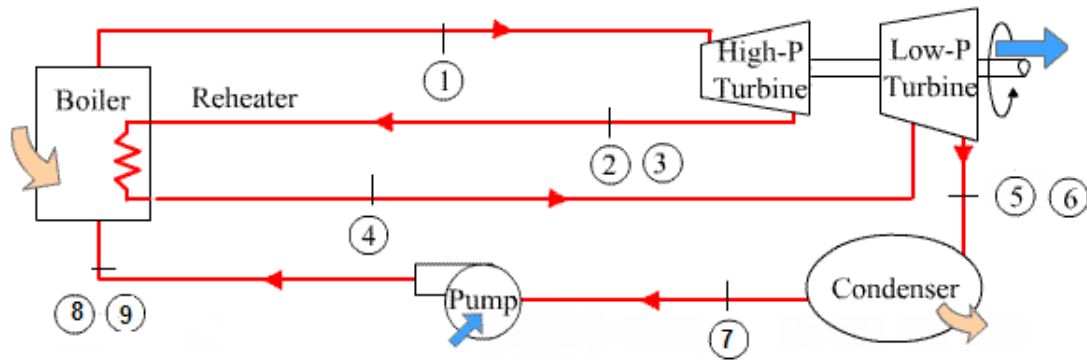 High-P
Turbine
Low-P
Turbine
Boiler
Reheater
1
2 3
4
5 6
8 9
Pump
7
Condenser